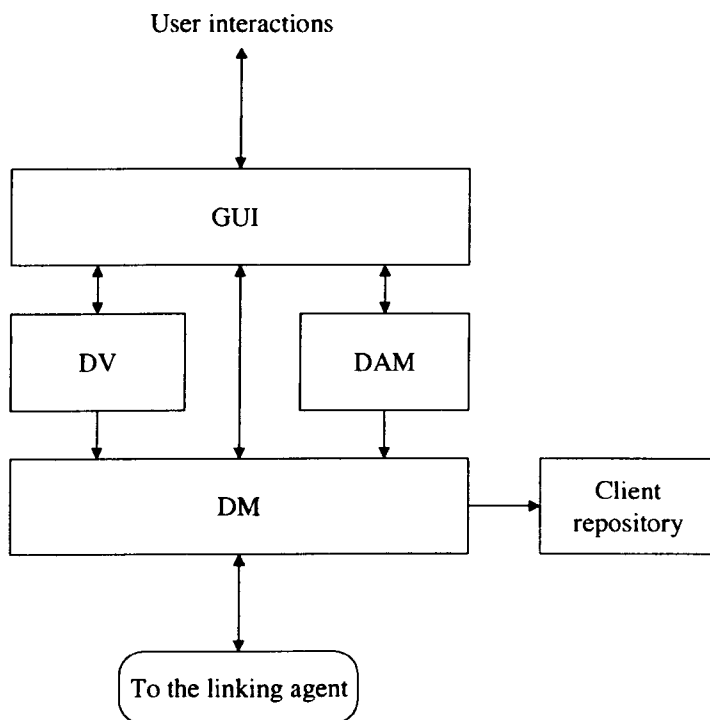 User interactions
GUI
DV
DAM
DM
Client
repository
To the linking agent